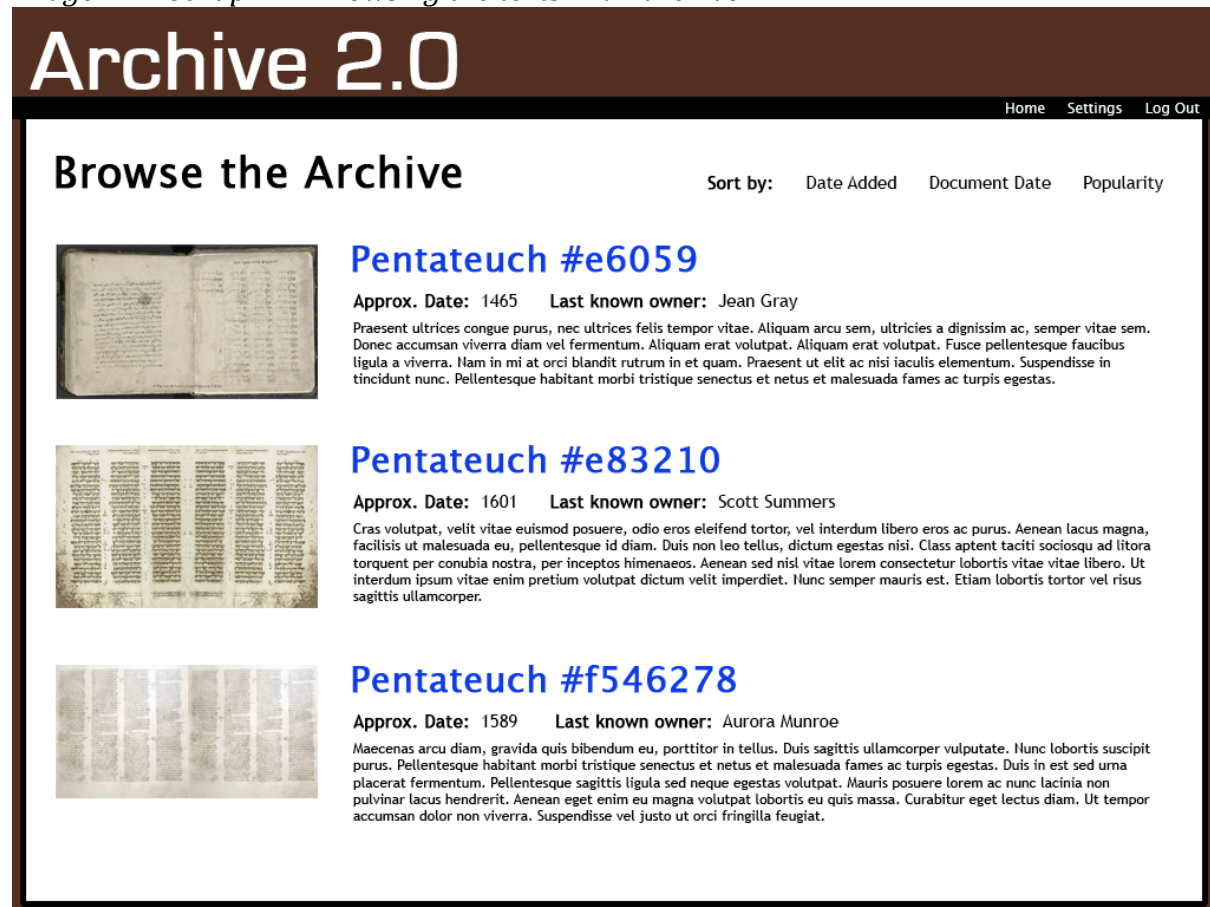 Archive 2.0
Home Settings Log Out
Browse the Archive
Sort by: Date Added Document Date Popularity
Pentateuch #e6059
Approx. Date: 1465 Last known owner: Jean Gray
Praesent ultrices congue purus, nec ultrices felis tempor vitae. Aliquam arcu sem, ultricies a dignissim ac, semper vitae sem.
Donec accumsan viverra diam vel fermentum. Aliquam erat volutpat. Aliquam erat volutpat. Fusce pellentesque faucibus
ligula a viverra. Nam in mi at orci blandit rutrum in et quam. Praesent ut elit ac nisi iaculis elementum. Suspendisse in
tincidunt nunc. Pellentesque habitant morbi tristique senectus et netus et malesuada fames ac turpis egestas.
Pentateuch #e83210
Approx. Date: 1601 Last known owner: Scott Summers
Cras volutpat, velit vitae euismod posuere, odio eros eleifend tortor, vel interdum libero eros ac purus. Aenean lacus magna,
facilisis ut malesuada eu, pellentesque id diam. Duis non leo tellus, dictum egestas nisi. Class aptent taciti sociosqu ad litora
torquent per conubia nostra, per inceptos himenaeos. Aenean sed nisl vitae lorem consectetur lobortis vitae vitae libero. Ut
interdum ipsum vitae enim pretium volutpat dictum velit imperdiet. Nunc semper mauris est. Etiam lobortis tortor vel risus
sagittis ullamcorper.
Pentateuch #f546278
Approx. Date: 1589 Last known owner: Aurora Munroe
Maecenas arcu diam, gravida quis bibendum eu, porttitor in tellus. Duis sagittis ullamcorper vulputate. Nunc lobortis suscipit
purus. Pellentesque habitant morbi tristique senectus et netus et malesuada fames ac turpis egestas. Duis in est sed urna
placerat fermentum. Pellentesque sagittis ligula sed neque egestas volutpat. Mauris posuere lorem ac nunc lacinia non
pulvinar lacus hendrerit. Aenean eget enim eu magna volutpat lobortis eu quis massa. Curabitur eget lectus diam. Ut tempor
accumsan dolor non viverra. Suspendisse vel justo ut orci fringilla feugiat.